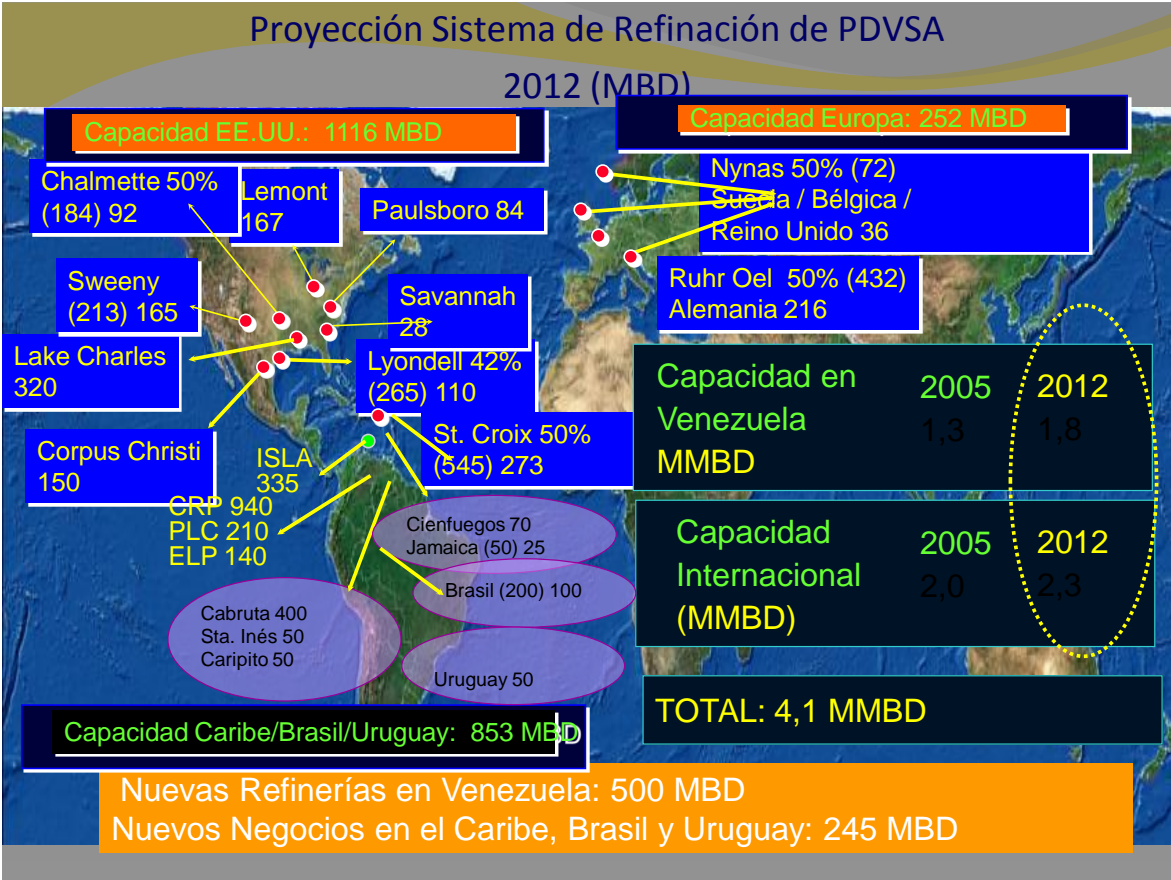 Proyección Sistema de Refinación de PDVSA
2012 (MBD)
Capacidad EE.UU.: 1116 MBD
Capacidad Europa: 252 MBD
Chalmette 50%
(184) 92
Lemont
167
Paulsboro 84
Nynas 50% (72)
Suecia / Bélgica /
Reino Unido 36
Sweeny
(213) 165
Savannah
28
Ruhr Oel 50% (432)
Alemania 216
Lake Charles
320
Lyondell 42%
(265) 110
Corpus Christi
150
St. Croix 50%
(545) 273
ISLA
335
CRP 940
PLC 210
ELP 140
Cienfuegos 70
Jamaica (50) 25
Brasil (200) 100
Cabruta 400
Sta. Inés 50
Caripito 50
Uruguay 50
Capacidad en
Venezuela
MMBD
2005
1,3
2012
1,8
Capacidad
Internacional
(MMBD)
2005
2,0
2012
2,3
TOTAL: 4,1 MMBD
Capacidad Caribe/Brasil/Uruguay: 853 MBD
Nuevas Refinerías en Venezuela: 500 MBD
Nuevos Negocios en el Caribe, Brasil y Uruguay: 245 MBD